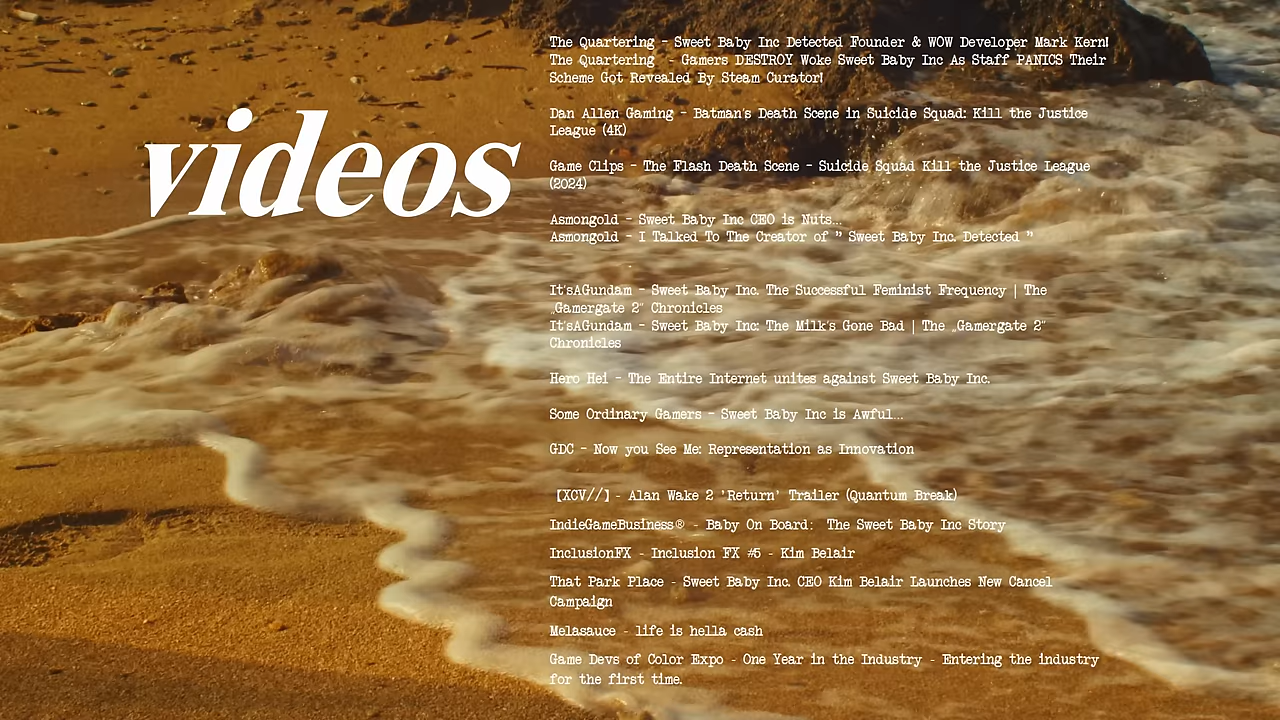 videos
The Quartering - Sweet Baby Inc Detected Founder & WOW Developer Mark Kern!
The Quartering - Gamers DESTROY Woke Sweet Baby Inc As Staff PANICS Their
Scheme Got Revealed By Steam Curator!
Dan Allen Gaming - Batman's Death Scene in Suicide Squad: Kill the Justice
League (4K)
Game Clips - The Flash Death Scene - Suicide Squad Kill the Justice League
(2024)
Asmongold - Sweet Baby Inc CEO is Nuts...
Asmongold - I Talked To The Creator of " Sweet Baby Inc. Detected "
It'sAGundam - Sweet Baby Inc. The Successful Feminist Frequency | The
„Gamergate 2" Chronicles
It'sAGundam - Sweet Baby Inc: The Milk's Gone Bad | The „Gamergate 2"
Chronicles
Hero Hei - The Entire Internet unites against Sweet Baby Inc.
Some Ordinary Gamers - Sweet Baby Inc is Awful...
GDC - Now you See Me: Representation as Innovation
【XCV//】- Alan Wake 2 'Return' Trailer (Quantum Break)
IndieGameBusiness® - Baby On Board: The Sweet Baby Inc Story
InclusionFX - Inclusion FX #5 - Kim Belair
That Park Place - Sweet Baby Inc. CEO Kim Belair Launches New Cancel
Campaign
Melasauce - life is hella cash
Game Devs of Color Expo - One Year in the Industry - Entering the industry
for the first time.